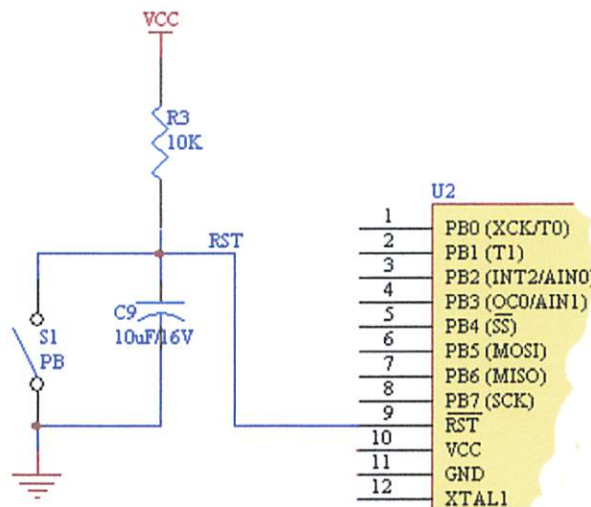 VCC
R3
10K
RST
C9
10uF/16V
S1
PB
U2
1 PB0 (XCK/T0)
2 PB1 (T1)
3 PB2 (INT2/AIN0)
4 PB3 (OC0/AIN1)
5 PB4 (SS)
6 PB5 (MOSI)
7 PB6 (MISO)
8 PB7 (SCK)
9 RST
10 VCC
11 GND
12 XTAL1